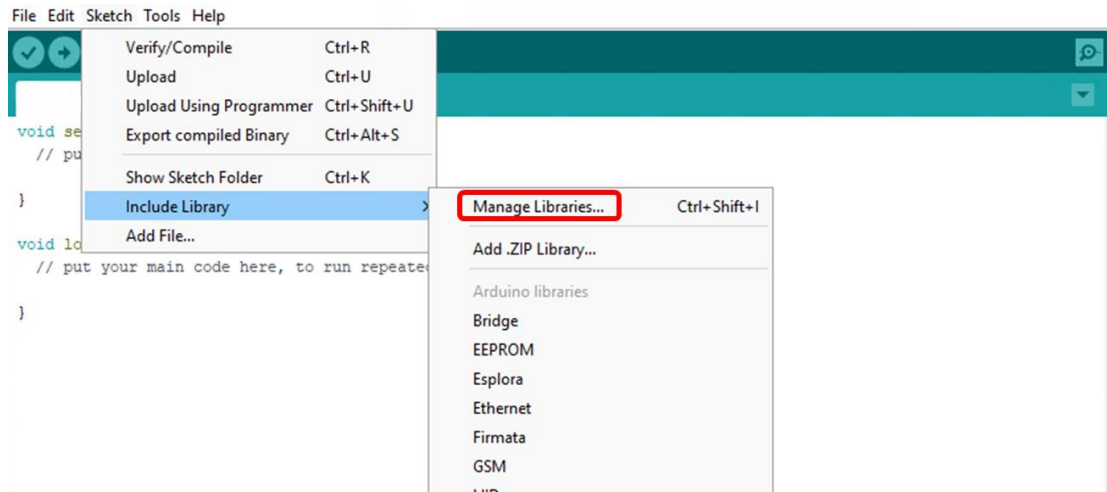 File Edit Sketch Tools Help
Verify/Compile Ctrl+R
Upload Ctrl+U
Upload Using Programmer Ctrl+Shift+U
Export compiled Binary Ctrl+Alt+S
Show Sketch Folder Ctrl+K
Include Library
Add File...
Manage Libraries... Ctrl+Shift+I
Add .ZIP Library...
Arduino libraries
Bridge
EEPROM
Esplora
Ethernet
Firmata
GSM
void se
// pu
}
void lo
// put your main code here, to run repeated
}